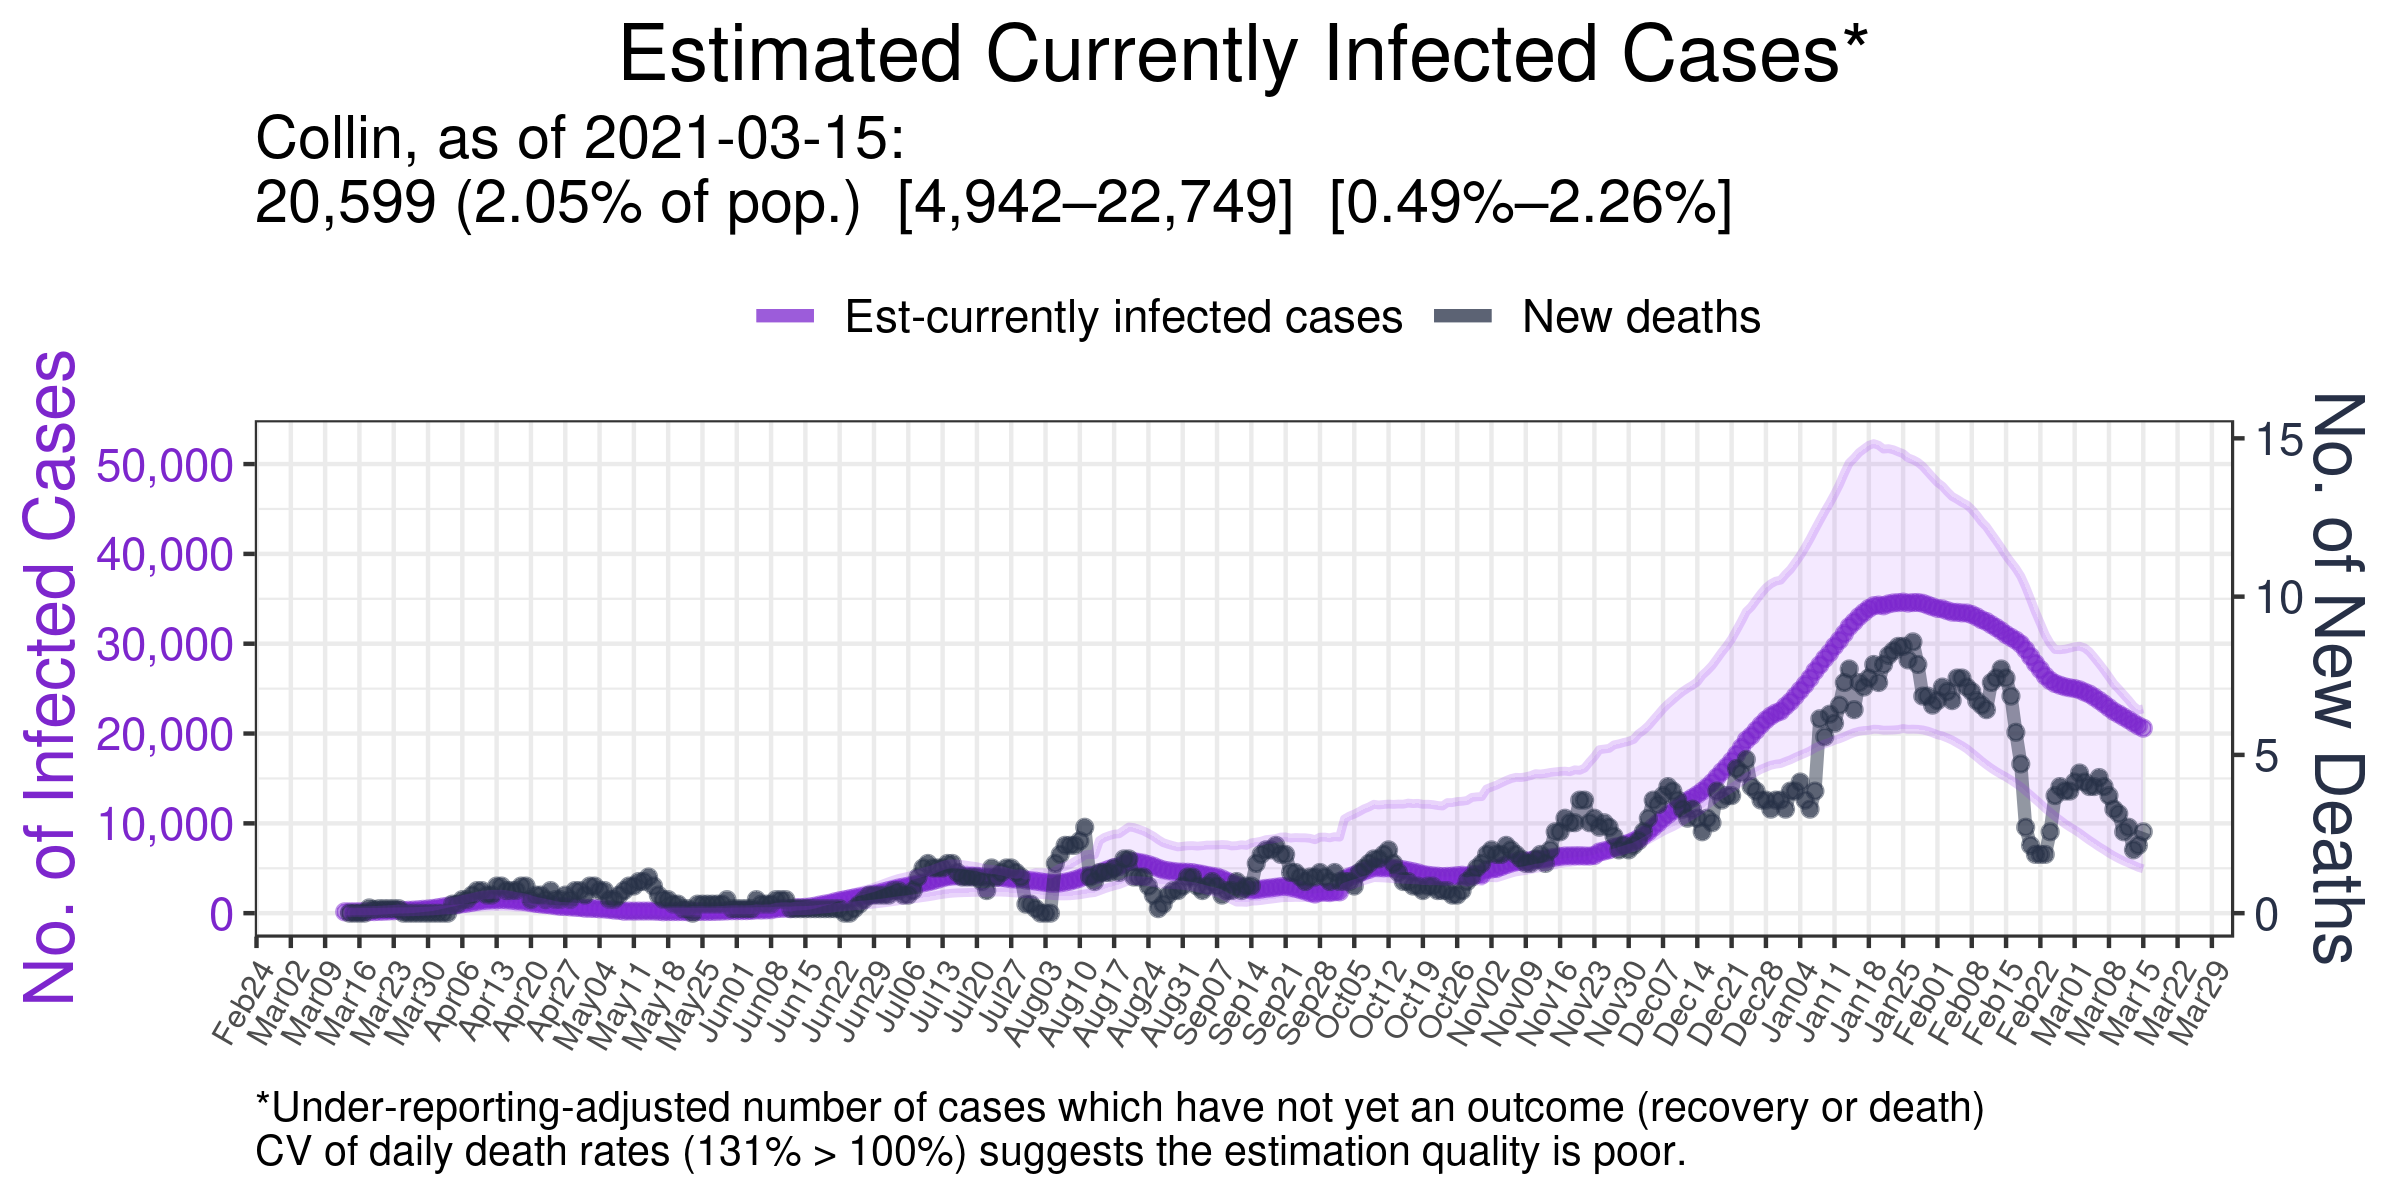 Estimated Currently Infected Cases*
Collin, as of 2021-03-15:
20,599 (2.05% of pop.) [4,942–22,749] [0.49%–2.26%]
Est-currently infected cases New deaths
No. of Infected Cases
50,000
40,000
30,000
20,000
10,000
0
15
10
5
0
No. of New Deaths
Feb24 Mar02 Mar09 Mar16 Mar23 Mar30 Apr06 Apr13 Apr20 Apr27 May04 May11 May18 May25 Jun01 Jun08 Jun15 Jun22 Jun29 Jul06 Jul13 Jul20 Jul27 Aug03 Aug10 Aug17 Aug24 Aug31 Sep07 Sep14 Sep21 Sep28 Oct05 Oct12 Oct19 Oct26 Nov02 Nov09 Nov16 Nov23 Nov30 Dec07 Dec14 Dec21 Dec28 Jan04 Jan11 Jan18 Jan25 Feb01 Feb08 Feb15 Feb22 Mar01 Mar08 Mar15 Mar22 Mar29
*Under-reporting-adjusted number of cases which have not yet an outcome (recovery or death)
CV of daily death rates (131% > 100%) suggests the estimation quality is poor.